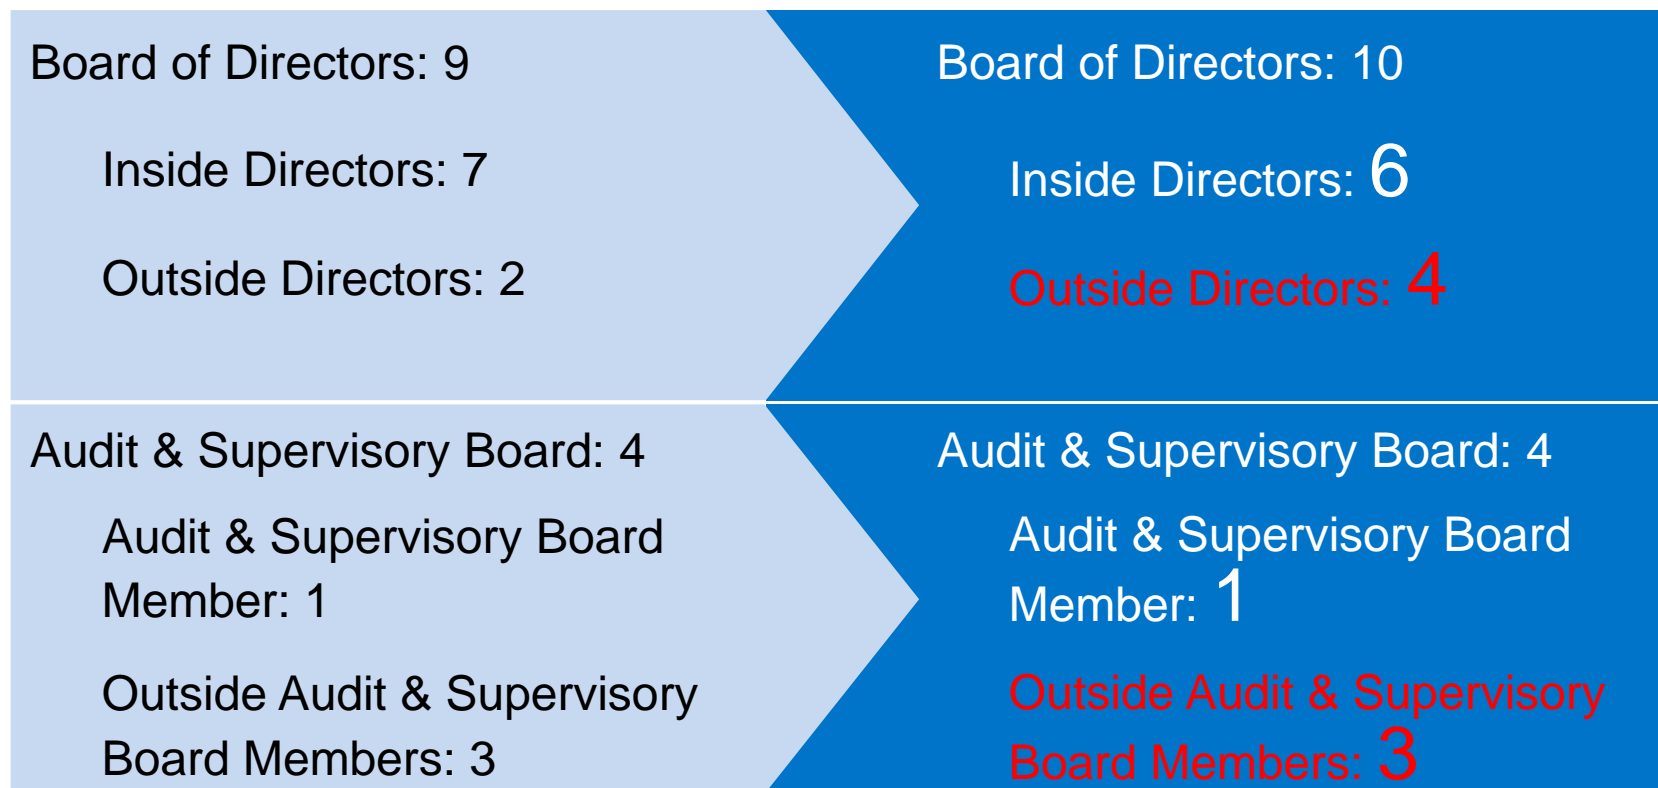 Board of Directors: 9
Inside Directors: 7
Outside Directors: 2
Board of Directors: 10
Inside Directors: 6
Outside Directors: 4
Audit & Supervisory Board: 4
Audit & Supervisory Board
Member: 1
Outside Audit & Supervisory
Board Members: 3
Audit & Supervisory Board: 4
Audit & Supervisory Board
Member: 1
Outside Audit & Supervisory
Board Members: 3